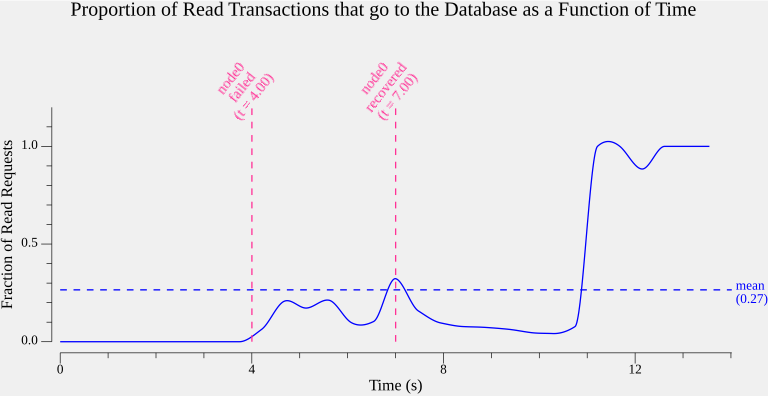 Proportion of Read Transactions that go to the Database as a Function of Time
node0
failed
(t = 4.00)
node0
recovered
(t = 7.00)
Fraction of Read Requests
1.0
0.5
0.0
mean
(0.27)
0
4
8
12
Time (s)